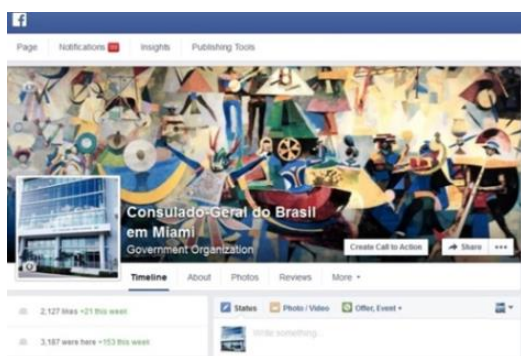 f
Page Notifications Insights Publishing Tools
Consulado-Geral do Brasil
em Miami
Government Organization
Create Call to Action Share
Timeline About Photos Reviews More
2,127 likes +21 this week
Status Photo / Video Offer, Event +
3,187 were here +153 this week
Write something...